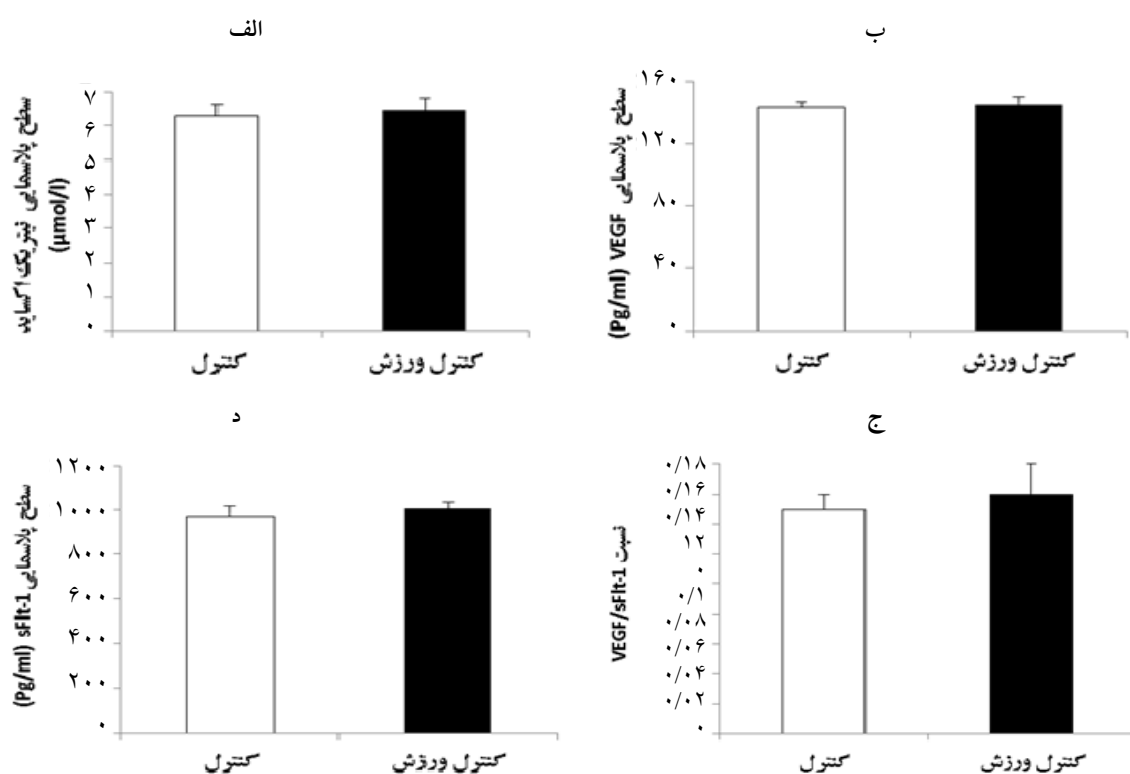 الف
سطح پلاسمایی نیتریک اکساید
(μmol/l)
۷
۶
۵
۴
۳
۲
۱
۰
کنترل
کنترل ورزش
ب
سطح پلاسمایی VEGF (Pg/ml)
۱۶۰
۱۲۰
۸۰
۴۰
۰
کنترل
کنترل ورزش
د
سطح پلاسمایی sFlt-1
(Pg/ml)
۱۲۰۰
۱۰۰۰
۸۰۰
۶۰۰
۴۰۰
۲۰۰
۰
کنترل
کنترل ورزش
ج
نسبت VEGF/sFlt-1
۰/۱۸
۰/۱۶
۰/۱۴
۱۲
۰
۰/۱
۰/۰۸
۰/۰۶
۰/۰۴
۰/۰۲
۰
کنترل
کنترل ورزش